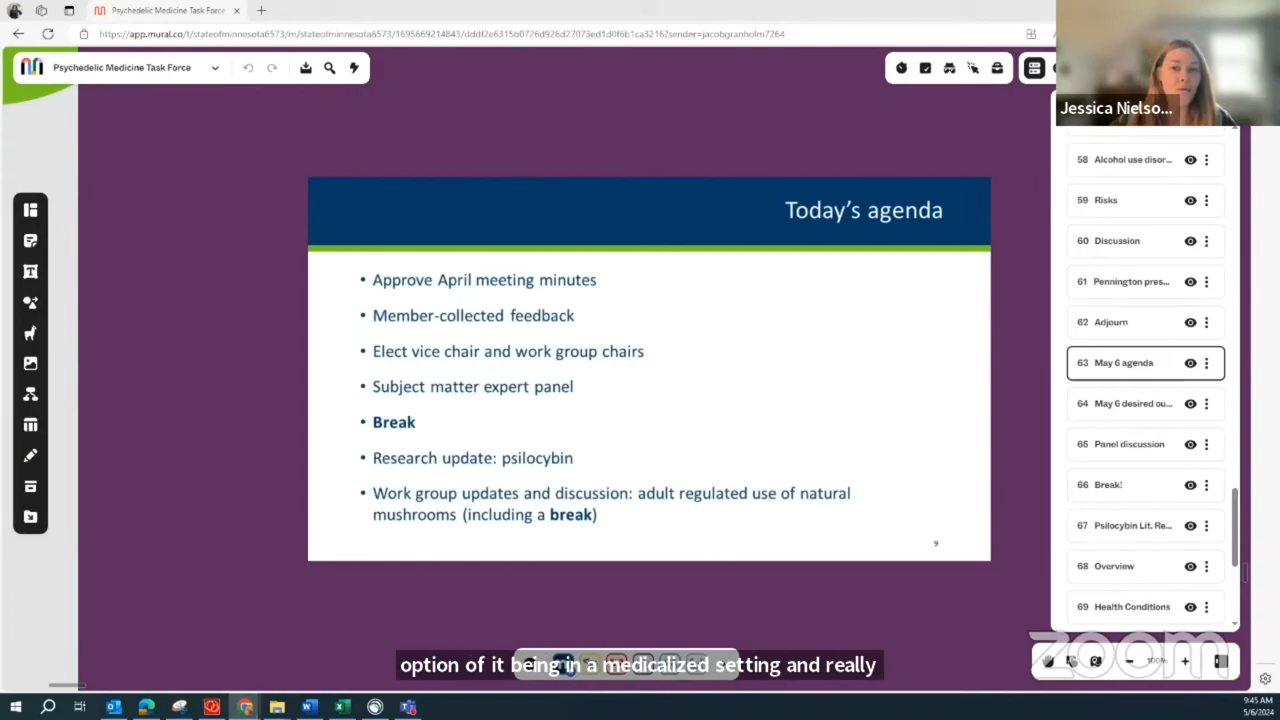 Psychedelic Medicine Task Force
https://app.mural.co/t/stateofminnesota6573/m/stateofminnesota6573/1695669214843/dddf2e6315b0726d926d27073ed1d0f6b1ca3216?sender=jacobgranholm7264
Psychedelic Medicine Task Force
Jessica Nielso...
Today's agenda
• Approve April meeting minutes
• Member-collected feedback
• Elect vice chair and work group chairs
• Subject matter expert panel
• Break
• Research update: psilocybin
• Work group updates and discussion: adult regulated use of natural
mushrooms (including a break)
9
58 Alcohol use disor...
59 Risks
60 Discussion
61 Pennington pres...
62 Adjourn
63 May 6 agenda
64 May 6 desired ou...
65 Panel discussion
66 Break!
67 Psilocybin Lit. Re...
68 Overview
69 Health Conditions
zoom
100%
option of it being in a medicalized setting and really
9:45 AM
5/6/2024